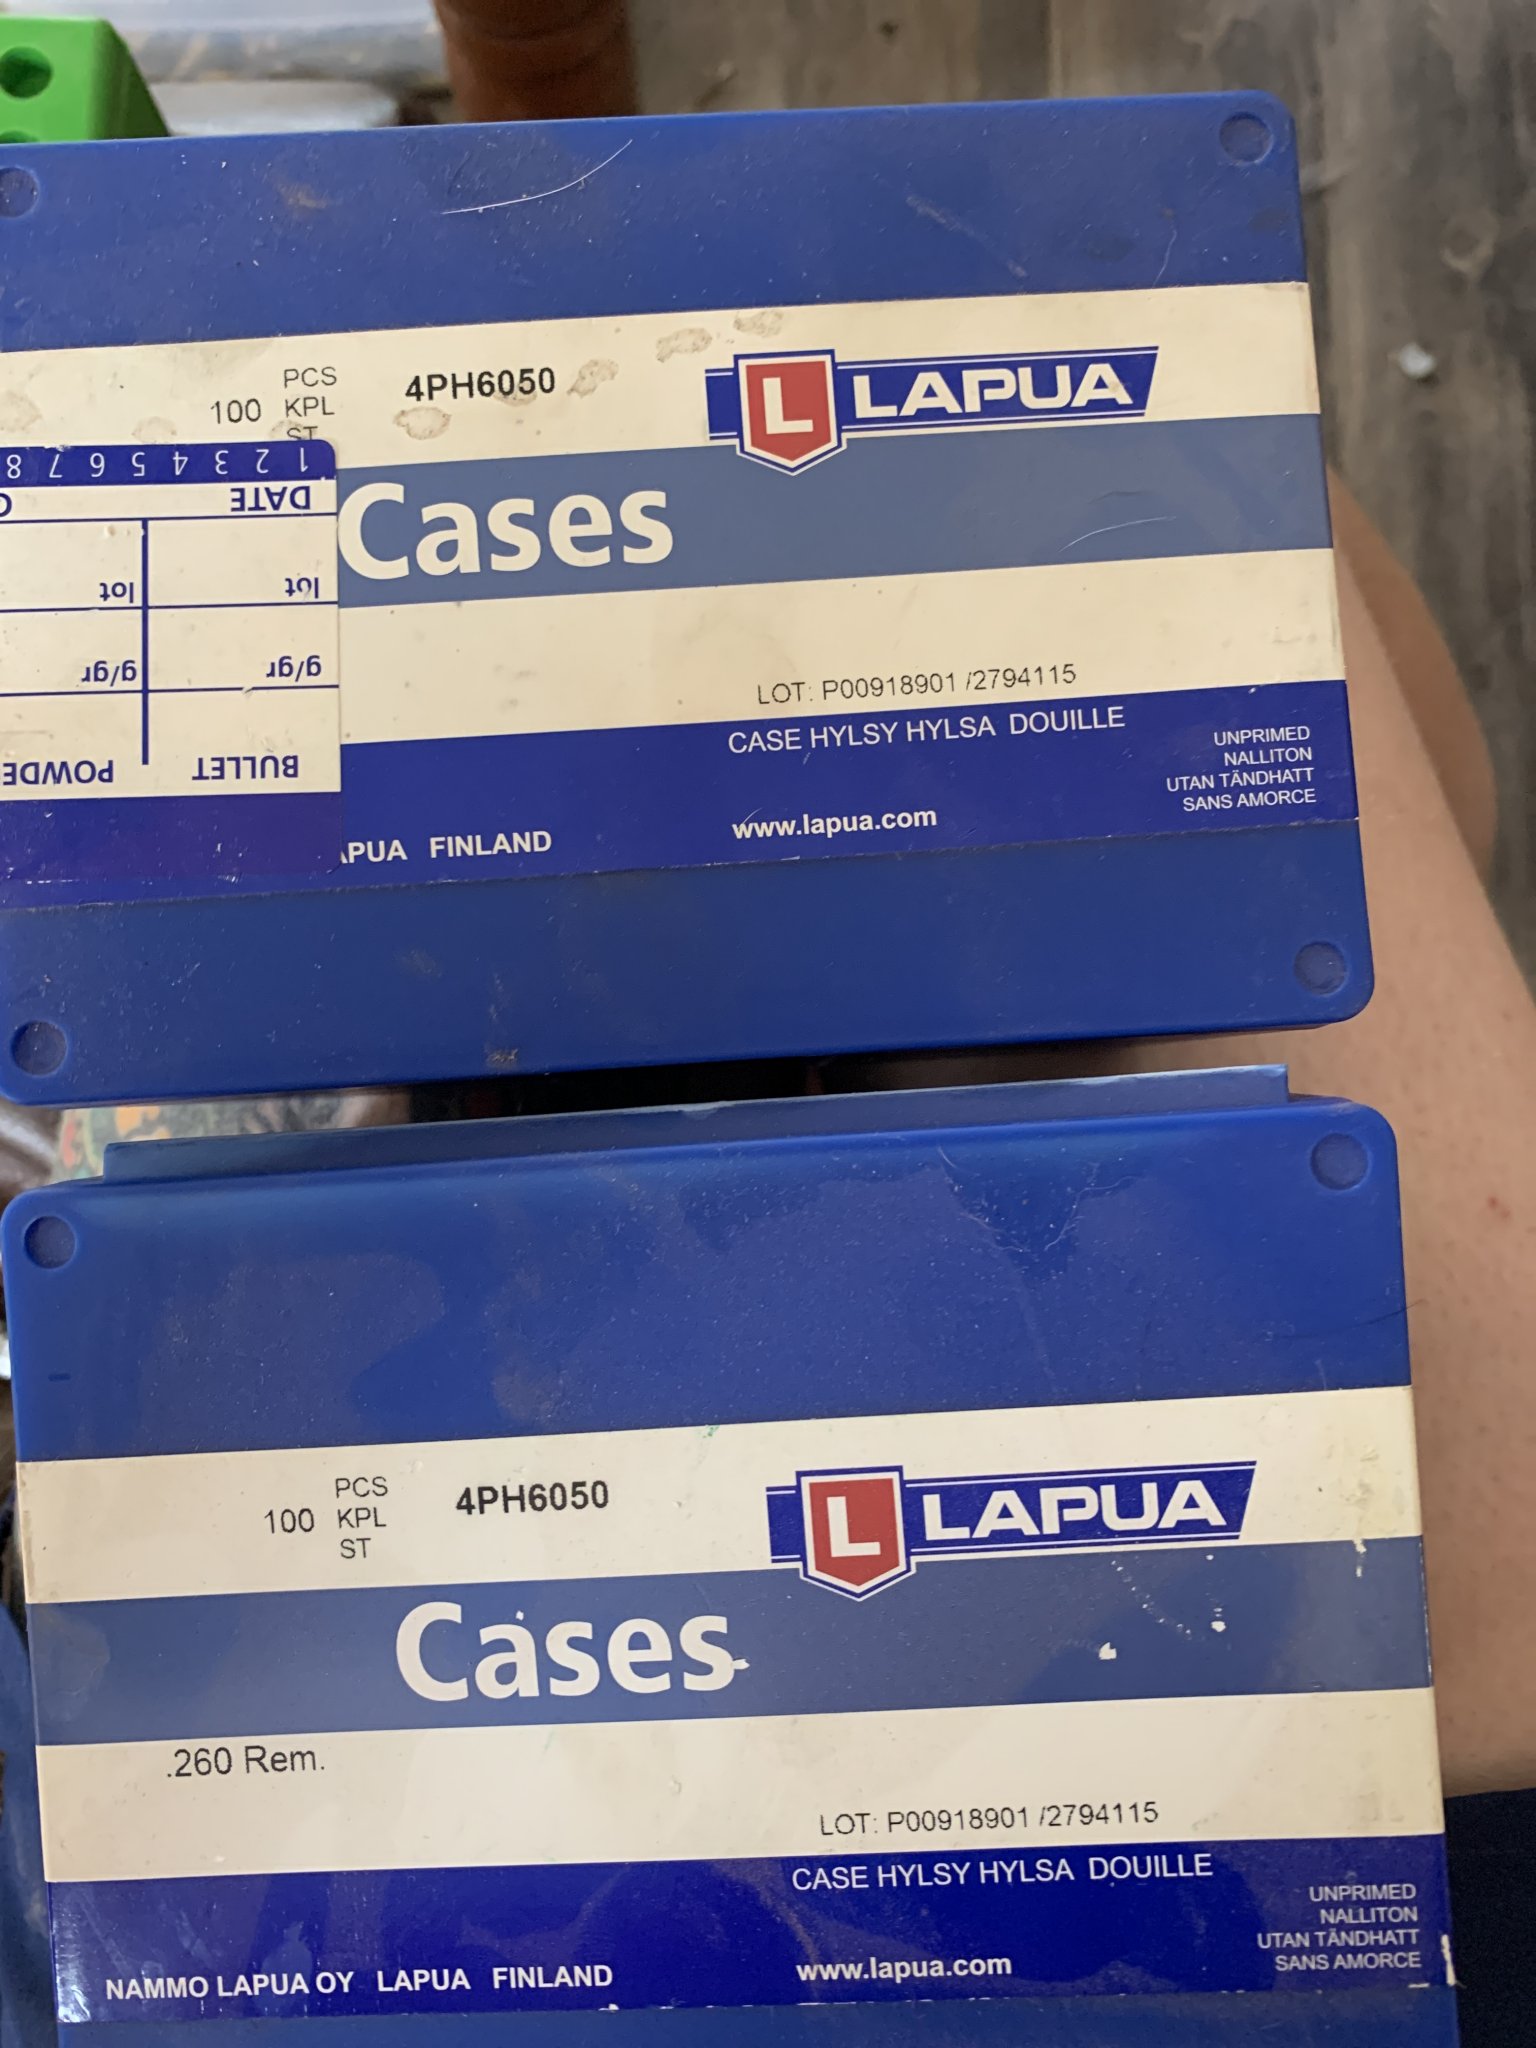 PCS
100 KPL
ST
4PH6050
L LAPUA
1 2 3 4 5 6 7 8
DATE
lot lot
g/gr g/gr
BULLET
Cases
LOT: P00918901 /2794115
CASE HYLSY HYLSA DOUILLE
UNPRIMED
NALLITON
UTAN TÄNDHATT
SANS AMORCE
FINLAND
www.lapua.com
PCS
100 KPL
ST
4PH6050
L LAPUA
Cases
.260 Rem.
LOT: P00918901 /2794115
CASE HYLSY HYLSA DOUILLE
UNPRIMED
NALLITON
UTAN TÄNDHATT
SANS AMORCE
NAMMO LAPUA OY LAPUA FINLAND
www.lapua.com